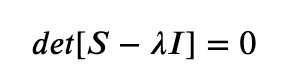 det[S − λI] = 0